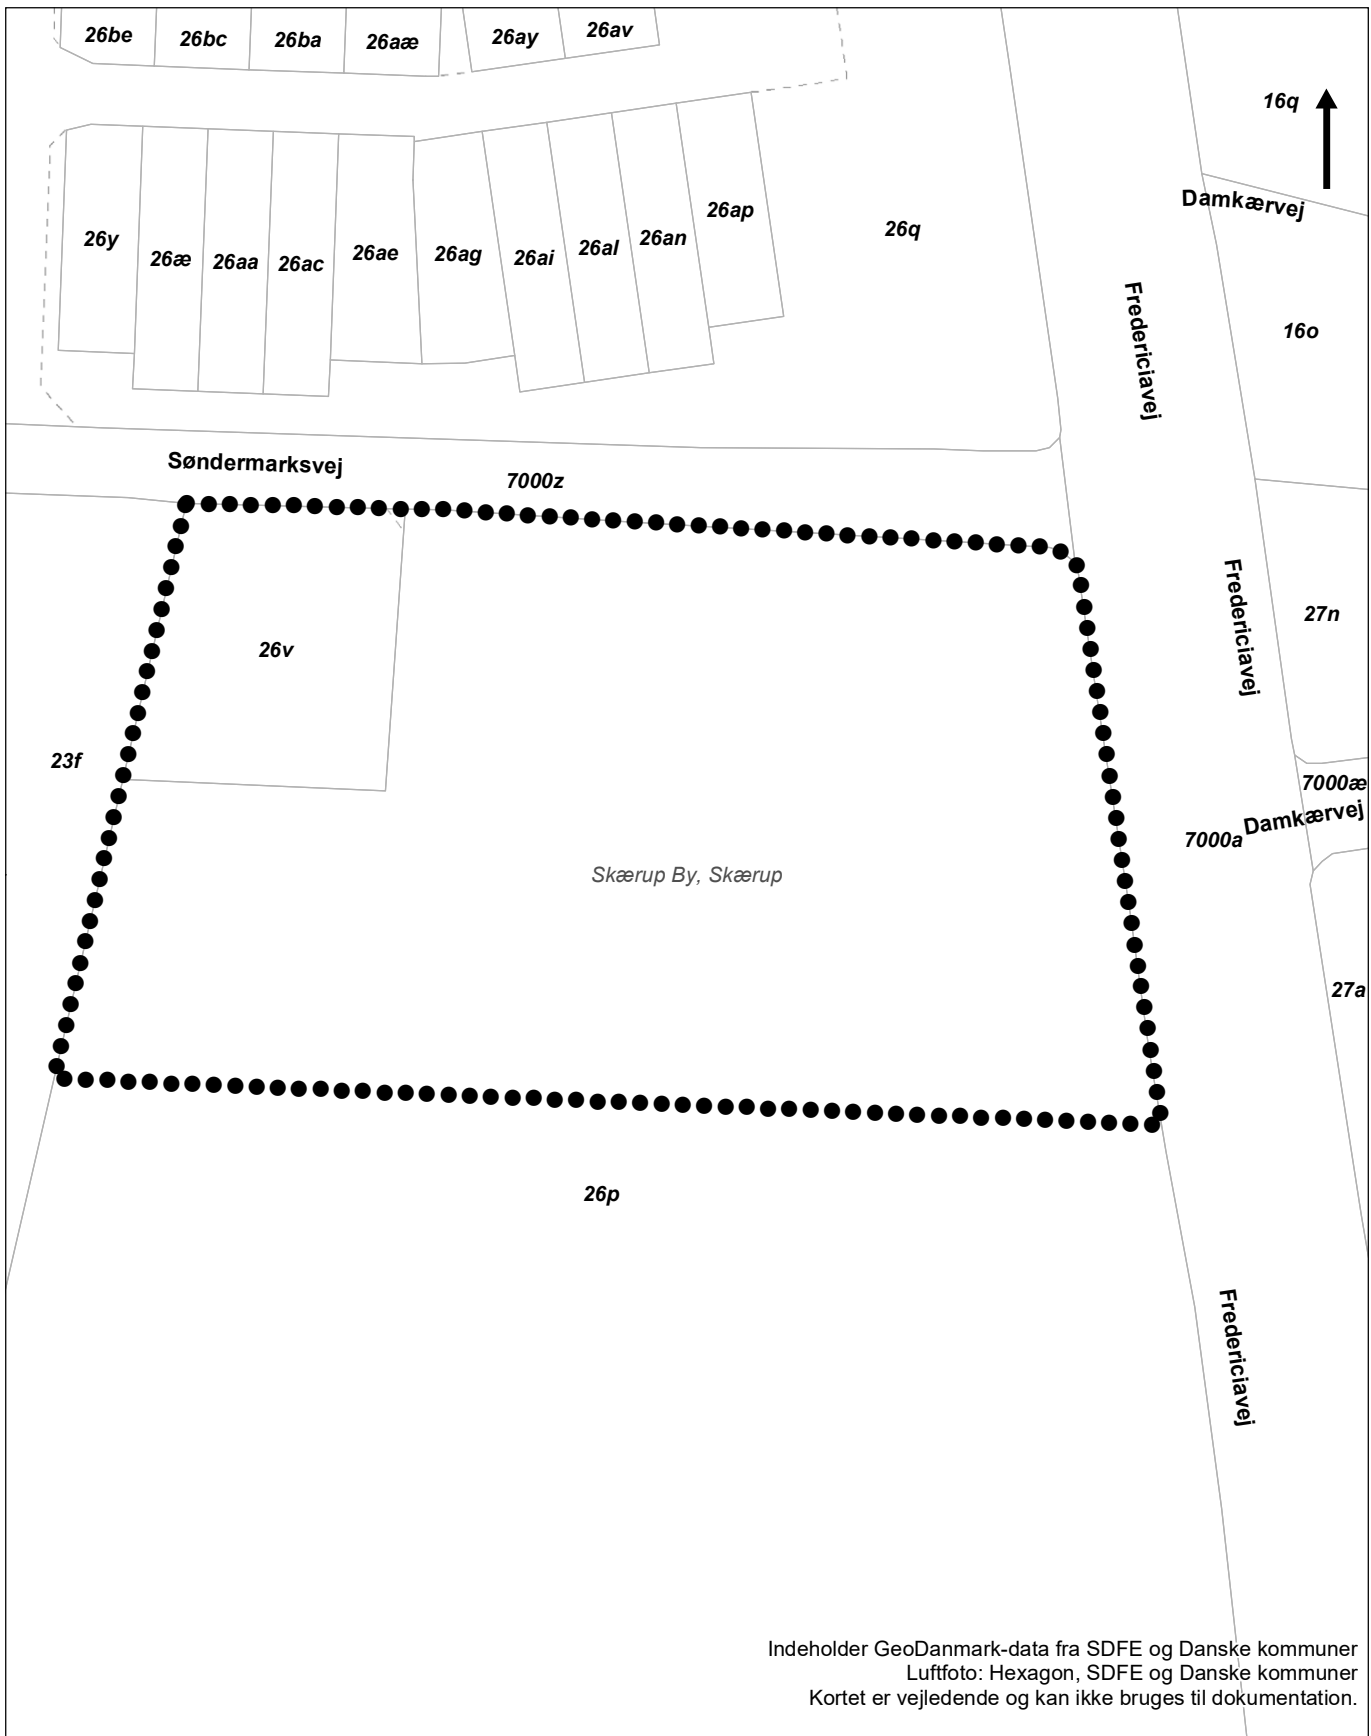 26be
26bc
26ba
26aæ
26ay
26av
16q
Damkærvej
26y
26æ
26aa
26ac
26ae
26ag
26ai
26al
26an
26ap
26q
Fredericiavej
16o
Søndermarksvej
7000z
Fredericiavej
27n
26v
23f
7000æ
7000a
Damkærvej
Skærup By, Skærup
27a
26p
Fredericiavej
Indeholder GeoDanmark-data fra SDFE og Danske kommuner
Luftfoto: Hexagon, SDFE og Danske kommuner
Kortet er vejledende og kan ikke bruges til dokumentation.